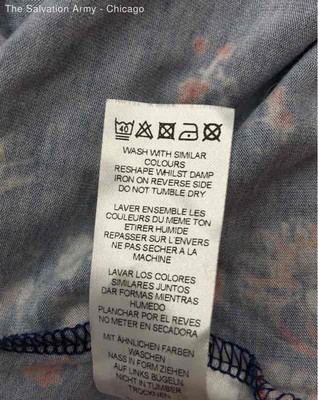 The Salvation Army - Chicago
40
WASH WITH SIMILAR
COLOURS
RESHAPE WHILST DAMP
IRON ON REVERSE SIDE
DO NOT TUMBLE DRY
LAVER ENSEMBLE LES
COULEURS DU MEME TON
ETIRER HUMIDE
REPASSER SUR L'ENVERS
NE PAS SECHER A LA
MACHINE
LAVAR LOS COLORES
SIMILARES JUNTOS
DAR FORMAS MIENTRAS
HUMEDO
PLANCHAR POR EL REVES
NO METER EN SECADORA
MIT ÄHNLICHEN FARBEN
WASCHEN
NASS IN FORM ZIEHEN
AUF LINKS BÜGELN
NICHT IN TUMBER
TROCKNEN